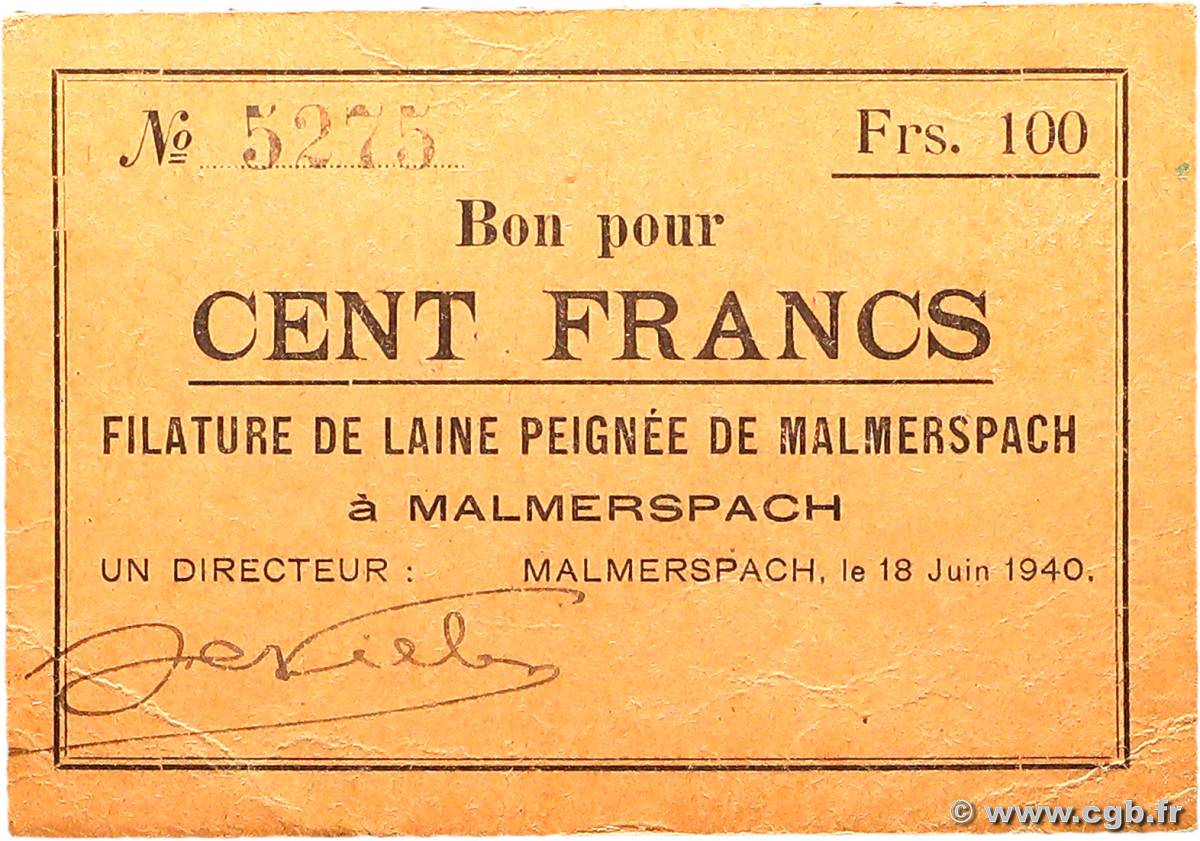 No 5275 Frs. 100
Bon pour
CENT FRANCS
FILATURE DE LAINE PEIGNÉE DE MALMERSPACH
à MALMERSPACH
UN DIRECTEUR : MALMERSPACH, le 18 Juin 1940.
© www.cgb.fr